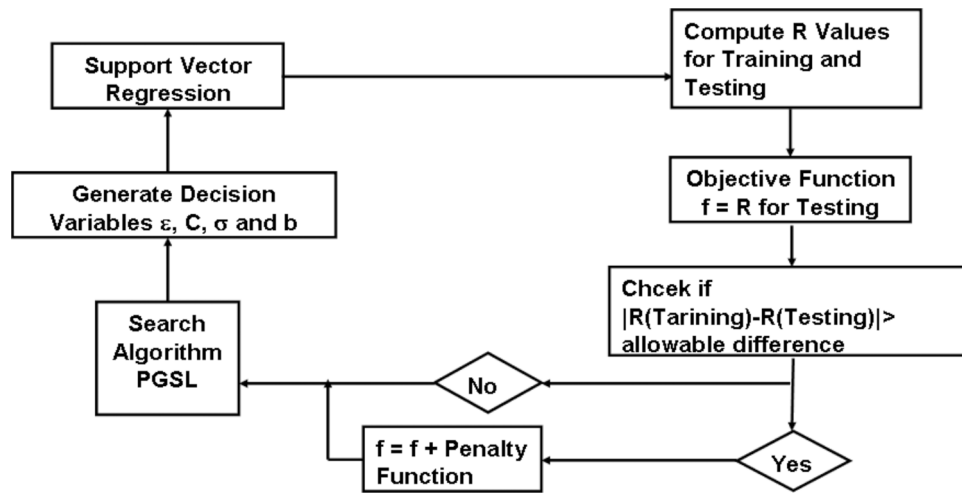 Support Vector
Regression
Compute R Values
for Training and
Testing
Generate Decision
Variables ε, C, σ and b
Objective Function
f = R for Testing
Search
Algorithm
PGSL
Chcek if
|R(Tarining)-R(Testing)|>
allowable difference
No
f = f + Penalty
Function
Yes